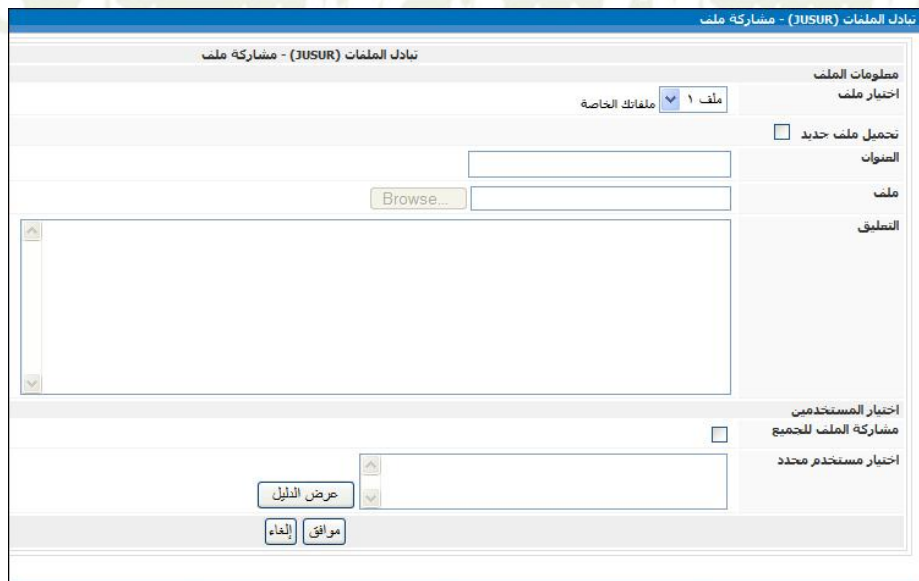 تبادل الملفات (JUSUR) - مشاركة ملف
تبادل الملفات (JUSUR) - مشاركة ملف
معلومات الملف
اختيار ملف ملف ١ ملفاتك الخاصة
تحميل ملف جديد
العنوان
ملف Browse...
التعليق
اختيار المستخدمين
مشاركة الملف للجميع
اختيار مستخدم محدد
عرض الدليل
موافق إلغاء